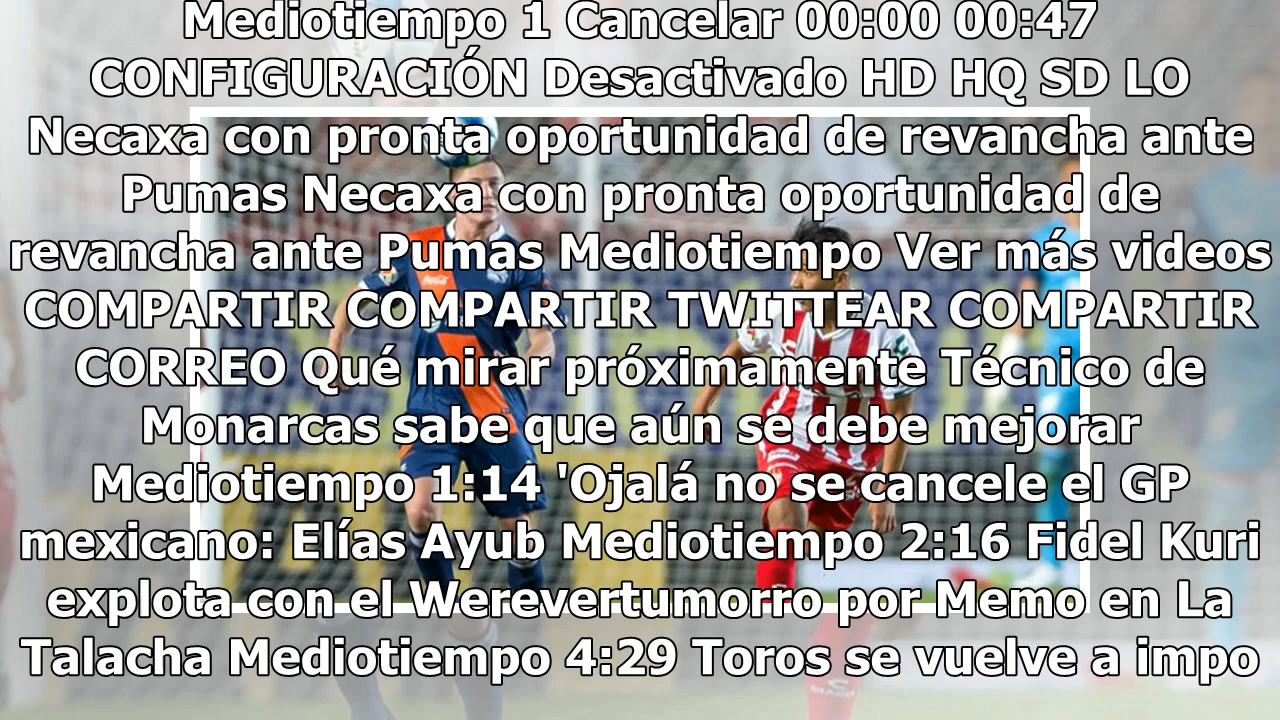 Mediotiempo 1 Cancelar 00:00 00:47
CONFIGURACIÓN Desactivado HD HQ SD LO
Necaxa con pronta oportunidad de revancha ante
Pumas Necaxa con pronta oportunidad de
revancha ante Pumas Mediotiempo Ver más videos
COMPARTIR COMPARTIR TWITTEAR COMPARTIR
CORREO Qué mirar próximamente Técnico de
Monarcas sabe que aún se debe mejorar
Mediotiempo 1:14 'Ojalá no se cancele el GP
mexicano: Elías Ayub Mediotiempo 2:16 Fidel Kuri
explota con el Werevertumorro por Memo en La
Talacha Mediotiempo 4:29 Toros se vuelve a impo